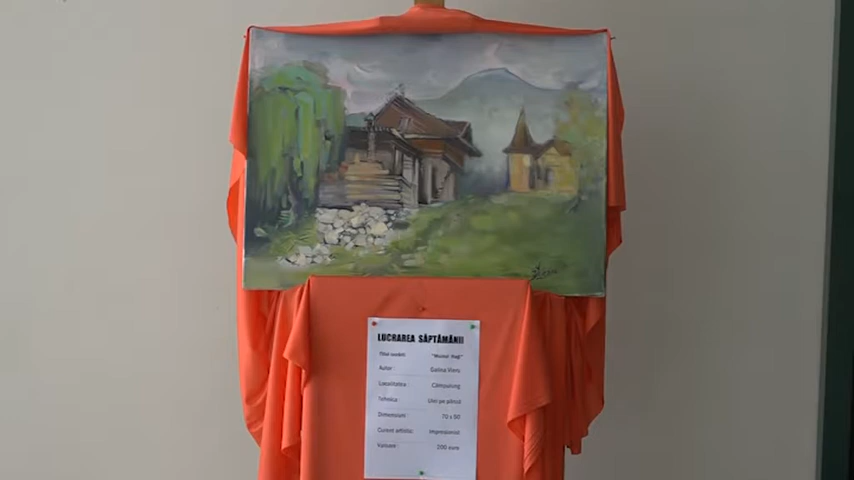 LUCRAREA SĂPTĂMÂNII
Titlul lucrării:
Autor: Galina Vieru
Localitatea: Câmpulung
Tehnica: Ulei pe pânză
Dimensiuni: 70 x 50
Curent artistic: impresionist
Valoare: 200 euro